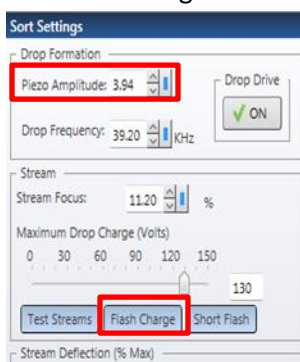 Sort Settings
Drop Formation
Piezo Amplitude: 3.94
Drop Drive
ON
Drop Frequency: 39.20 KHz
Stream
Stream Focus: 11.20 %
Maximum Drop Charge (Volts)
0 30 60 90 120 150
130
Test Streams Flash Charge Short Flash
Stream Deflection (% Max)